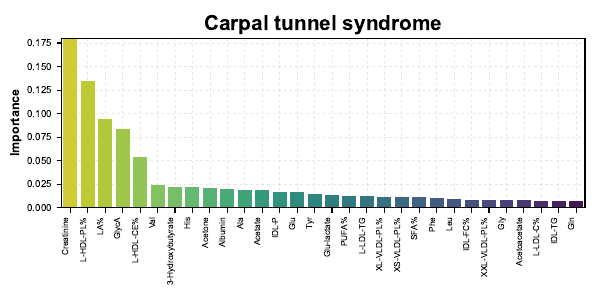 Carpal tunnel syndrome
Importance
0.175
0.150
0.125
0.100
0.075
0.050
0.025
0.000
Creatinine
L-HDL-PL%
LA%
GlycA
L-HDL-CE%
Val
3-Hydroxybutyrate
His
Acetone
Albumin
Ala
Acetate
IDL-P
Glu
Tyr
Glu-lactate
PUFA%
L-LDL-TG
XL-VLDL-PL%
XS-VLDL-PL%
SFA%
Phe
Leu
IDL-FC%
XXL-VLDL-PL%
Gly
Acetoacetate
L-LDL-C%
IDL-TG
Gln